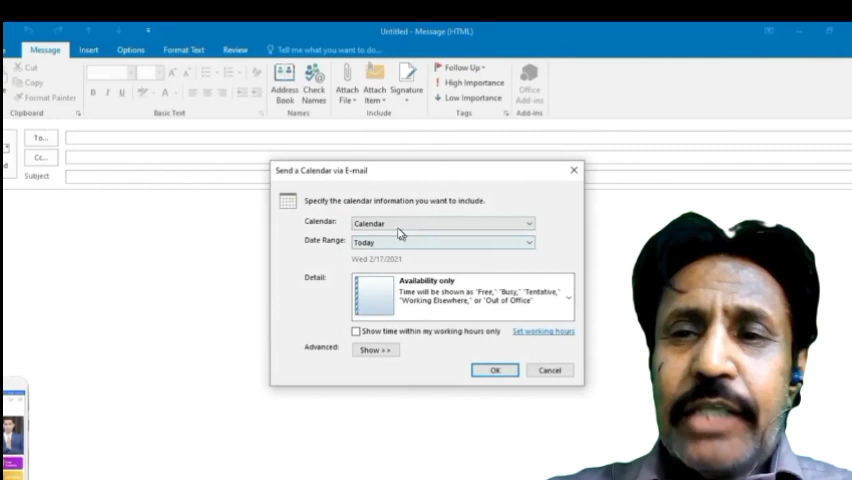 Untitled - Message (HTML)
Message Insert Options Format Text Review Tell me what you want to do...
Cut
Copy
Format Painter
Clipboard
B I U
A
Basic Text
Address Book
Check Names
Names
Attach File
Attach Item
Signature
Include
Follow Up
High Importance
Low Importance
Tags
Office Add-ins
Add-ins
To...
Cc...
Subject
Send a Calendar via E-mail
Specify the calendar information you want to include.
Calendar: Calendar
Date Range: Today
Wed 2/17/2021
Detail: Availability only
Time will be shown as "Free," "Busy," "Tentative,"
"Working Elsewhere," or "Out of Office"
Show time within my working hours only Set working hours
Advanced: Show >>
OK Cancel